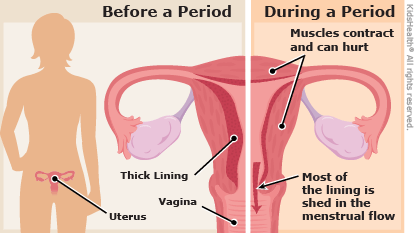 Before a Period
During a Period
Muscles contract
and can hurt
Thick Lining
Vagina
Uterus
Most of
the lining is
shed in the
menstrual flow
KidsHealth® All rights reserved.